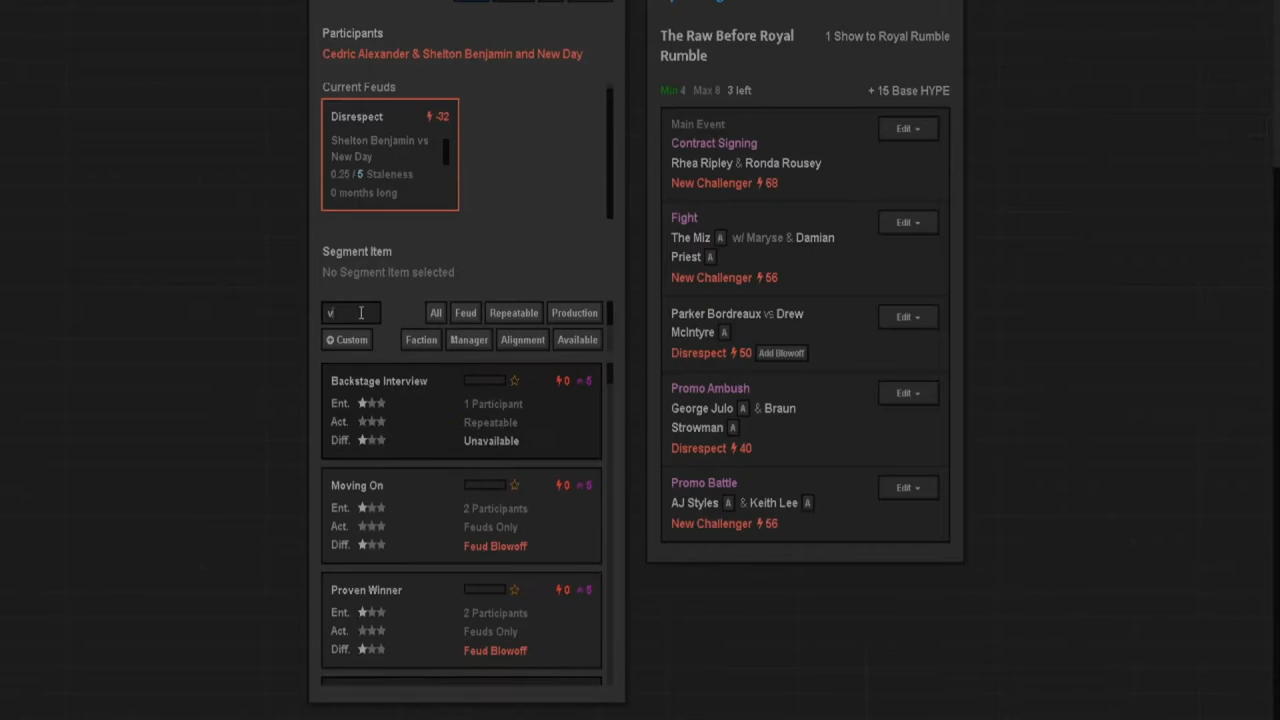 Participants
Cedric Alexander & Shelton Benjamin and New Day
Current Feuds
Disrespect -32
Shelton Benjamin vs
New Day
0.25 / 5 Staleness
0 months long
Segment Item
No Segment Item selected
v All Feud Repeatable Production
Custom Faction Manager Alignment Available
Backstage Interview 0 5
Ent. 1 Participant
Act. Repeatable
Diff. Unavailable
Moving On 0 5
Ent. 2 Participants
Act. Feuds Only
Diff. Feud Blowoff
Proven Winner 0 5
Ent. 2 Participants
Act. Feuds Only
Diff. Feud Blowoff
The Raw Before Royal
Rumble
1 Show to Royal Rumble
Min 4 Max 8 3 left + 15 Base HYPE
Main Event
Edit
Contract Signing
Rhea Ripley & Ronda Rousey
New Challenger 68
Fight
Edit
The Miz A w/ Maryse & Damian
Priest A
New Challenger 56
Parker Bordreaux vs Drew
Edit
McIntyre A
Disrespect 50 Add Blowoff
Promo Ambush
Edit
George Julo A & Braun
Strowman A
Disrespect 40
Promo Battle
Edit
AJ Styles A & Keith Lee A
New Challenger 56